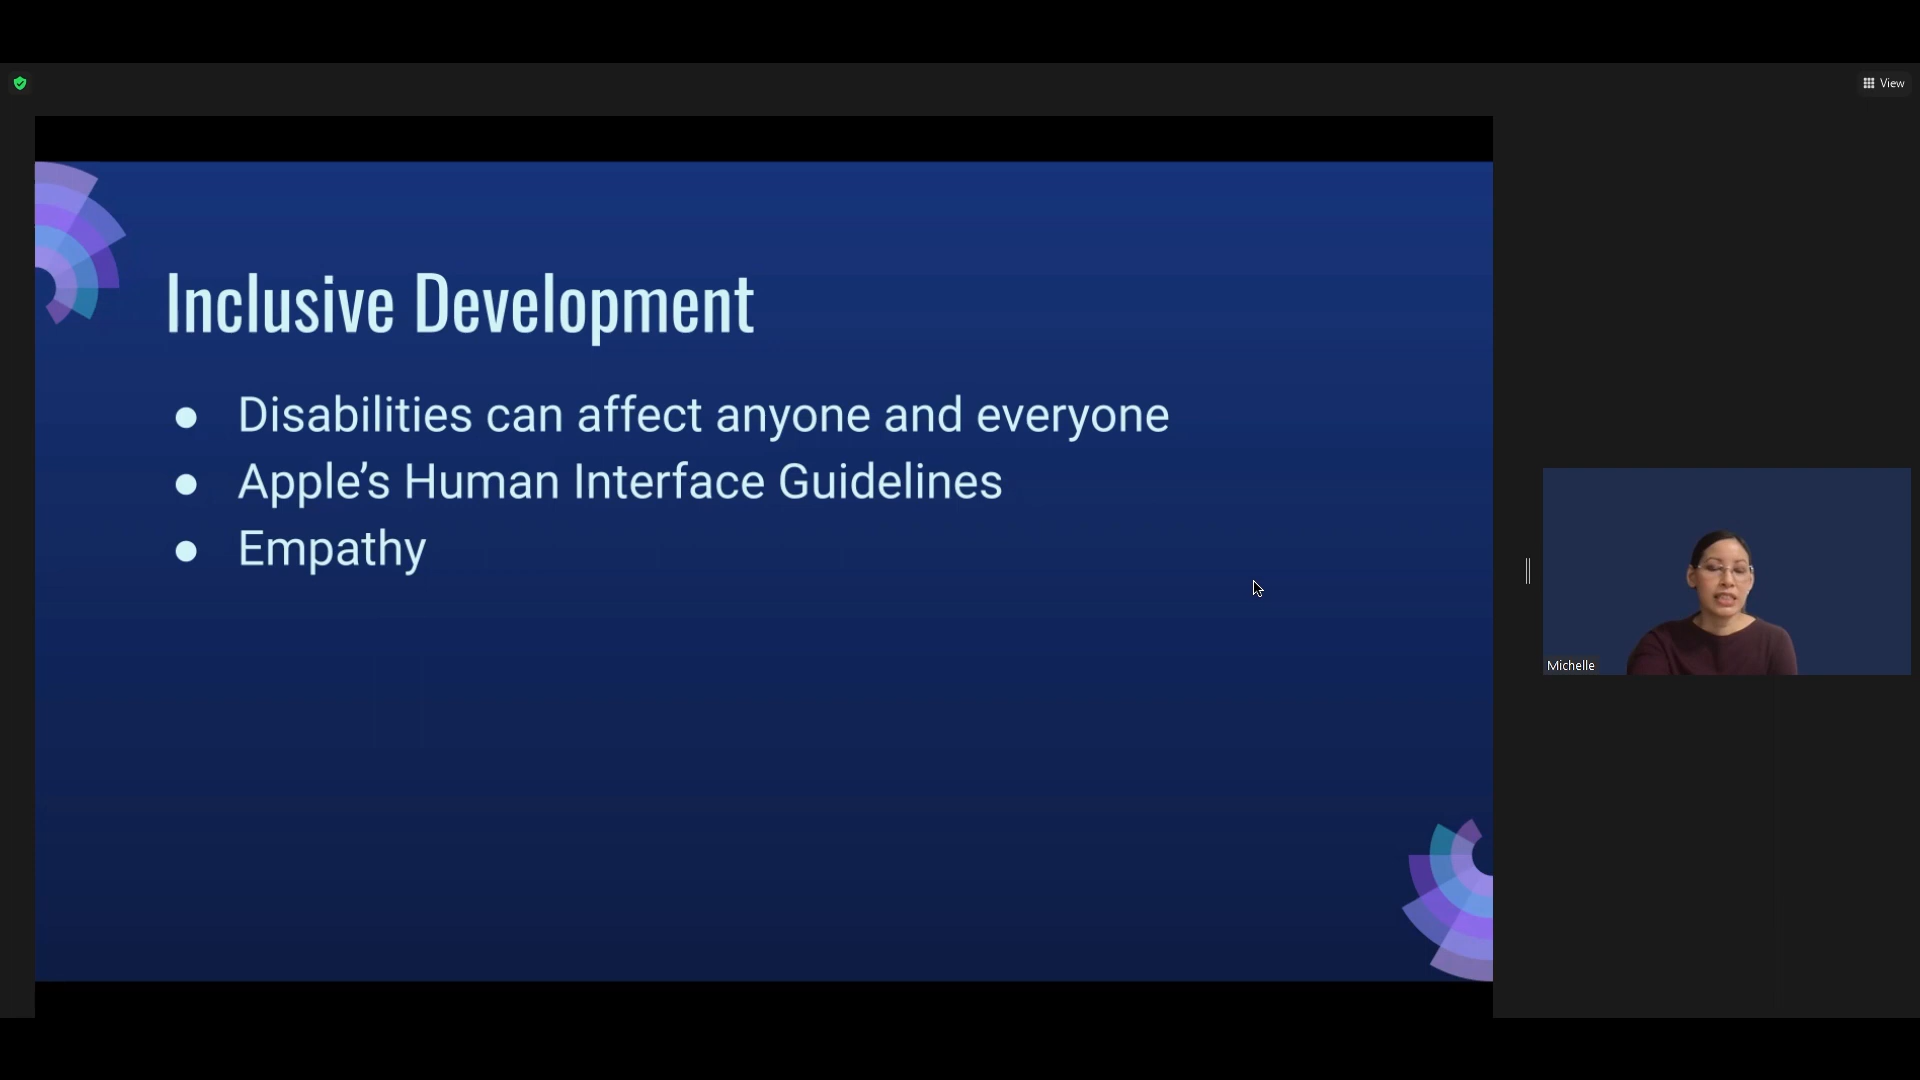 View
Inclusive Development
● Disabilities can affect anyone and everyone
● Apple’s Human Interface Guidelines
● Empathy
Michelle